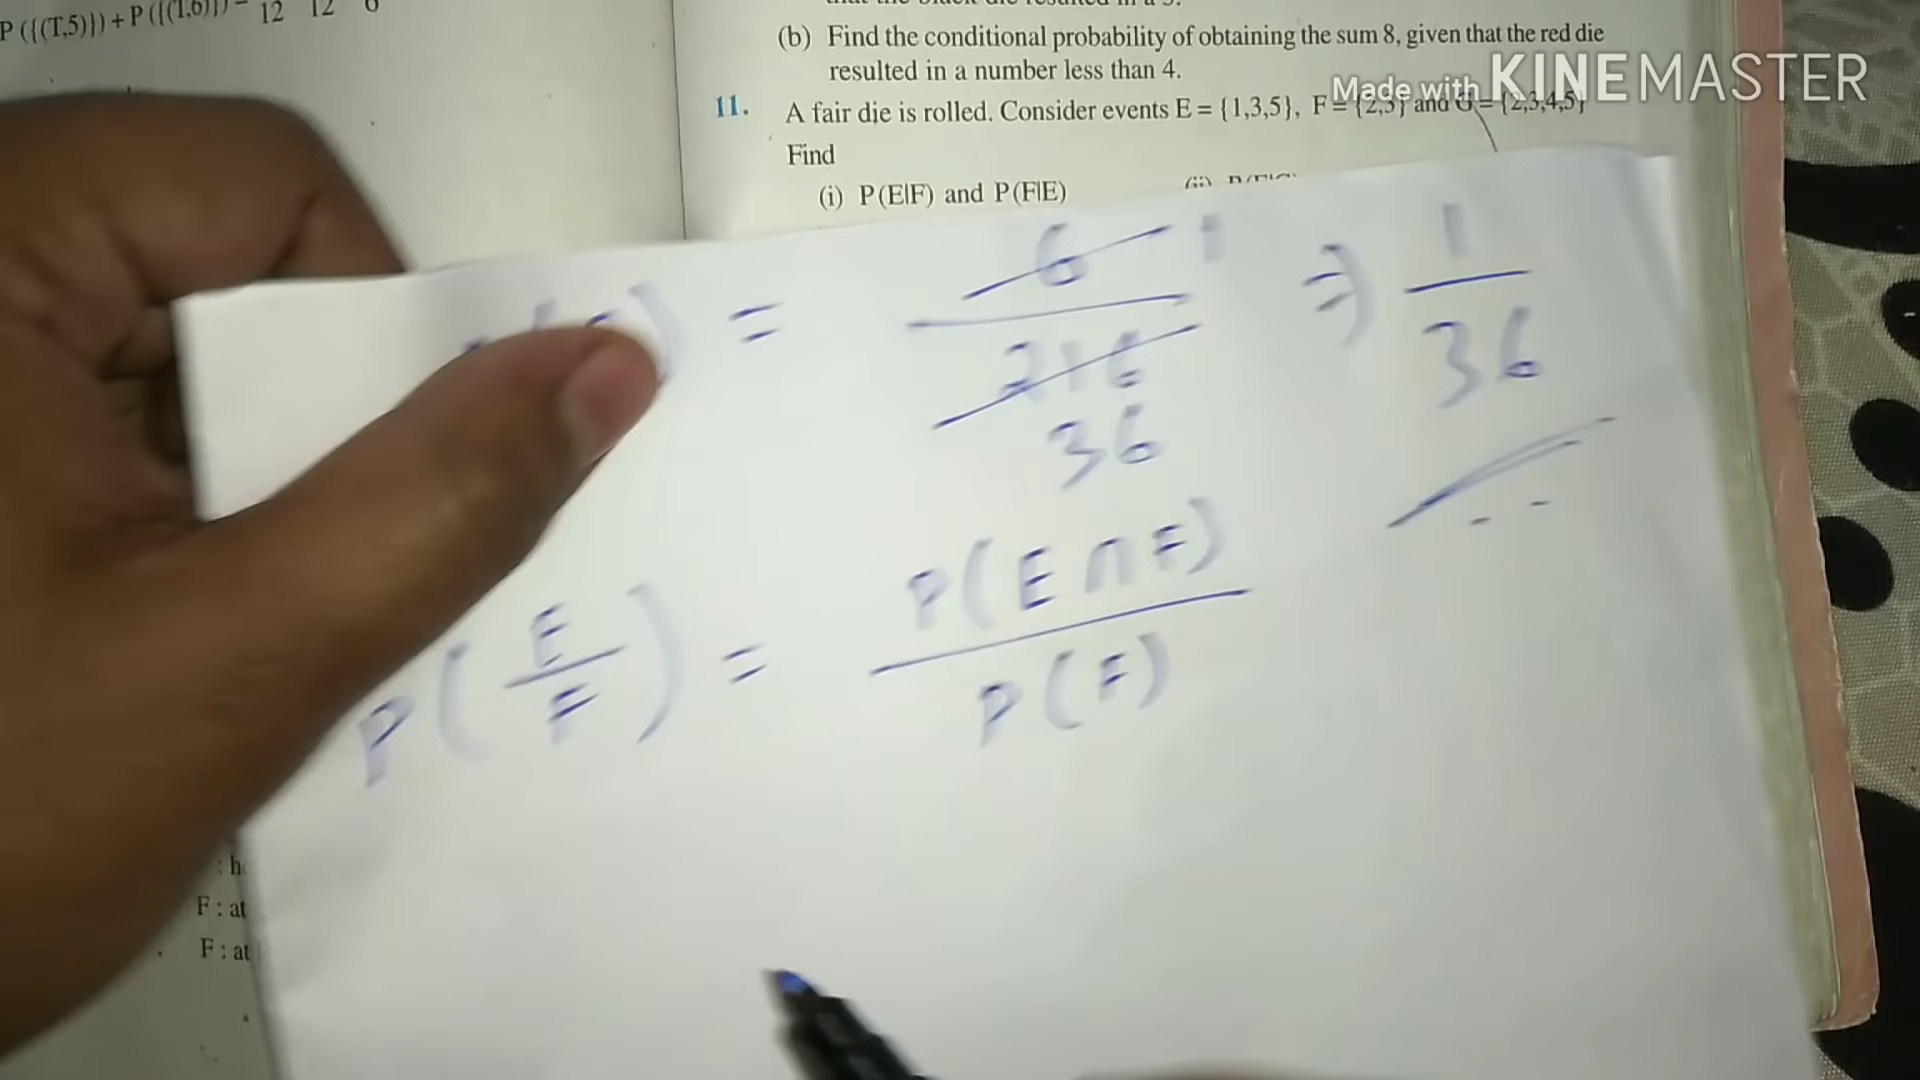 P({(T,5)}) + P({(T,6)}) = 12 12 6
(b) Find the conditional probability of obtaining the sum 8, given that the red die
resulted in a number less than 4.
Made with KINEMASTER
11. A fair die is rolled. Consider events E = {1,3,5}, F = {2,3} and G = {2,3,4,5}
Find
(i) P(E|F) and P(F|E) (ii)
) = 6 1 / 216 36 ⇒ 1 / 36
P(E/F) = P(E ∩ F) / P(F)
F : at
F : at